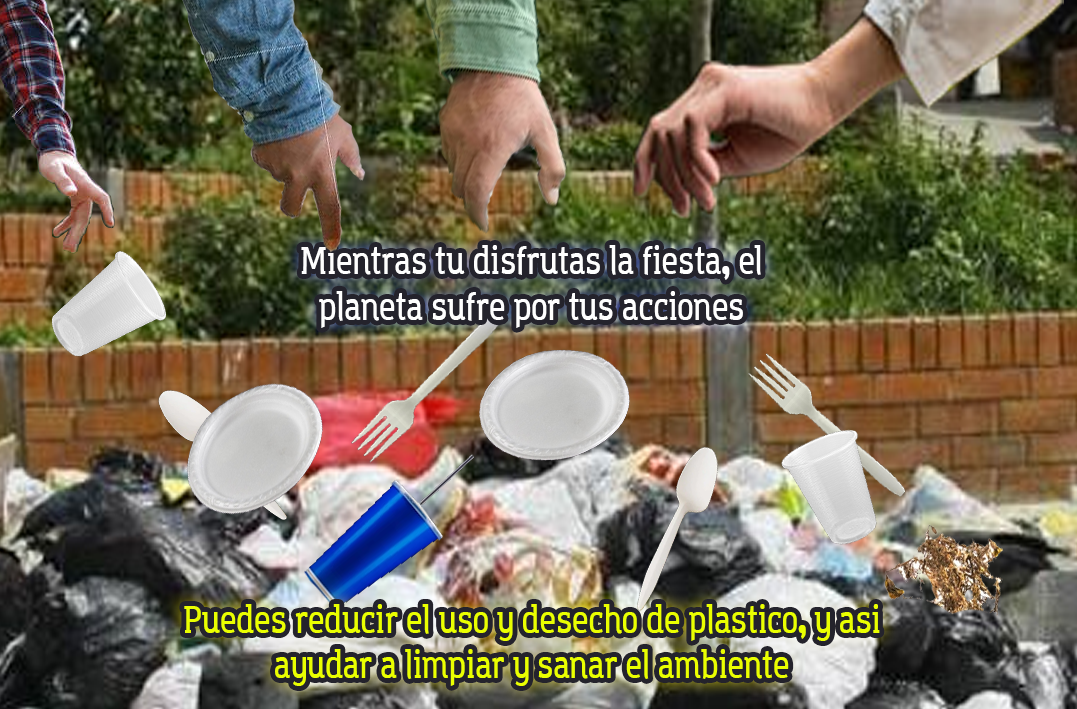 Mientras tu disfrutas la fiesta, el
planeta sufre por tus acciones
Puedes reducir el uso y desecho de plastico, y asi
ayudar a limpiar y sanar el ambiente